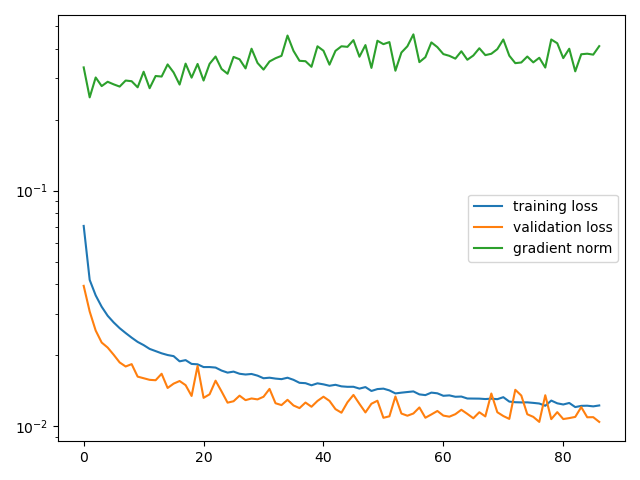 10⁻¹
10⁻²
training loss
validation loss
gradient norm
0 20 40 60 80